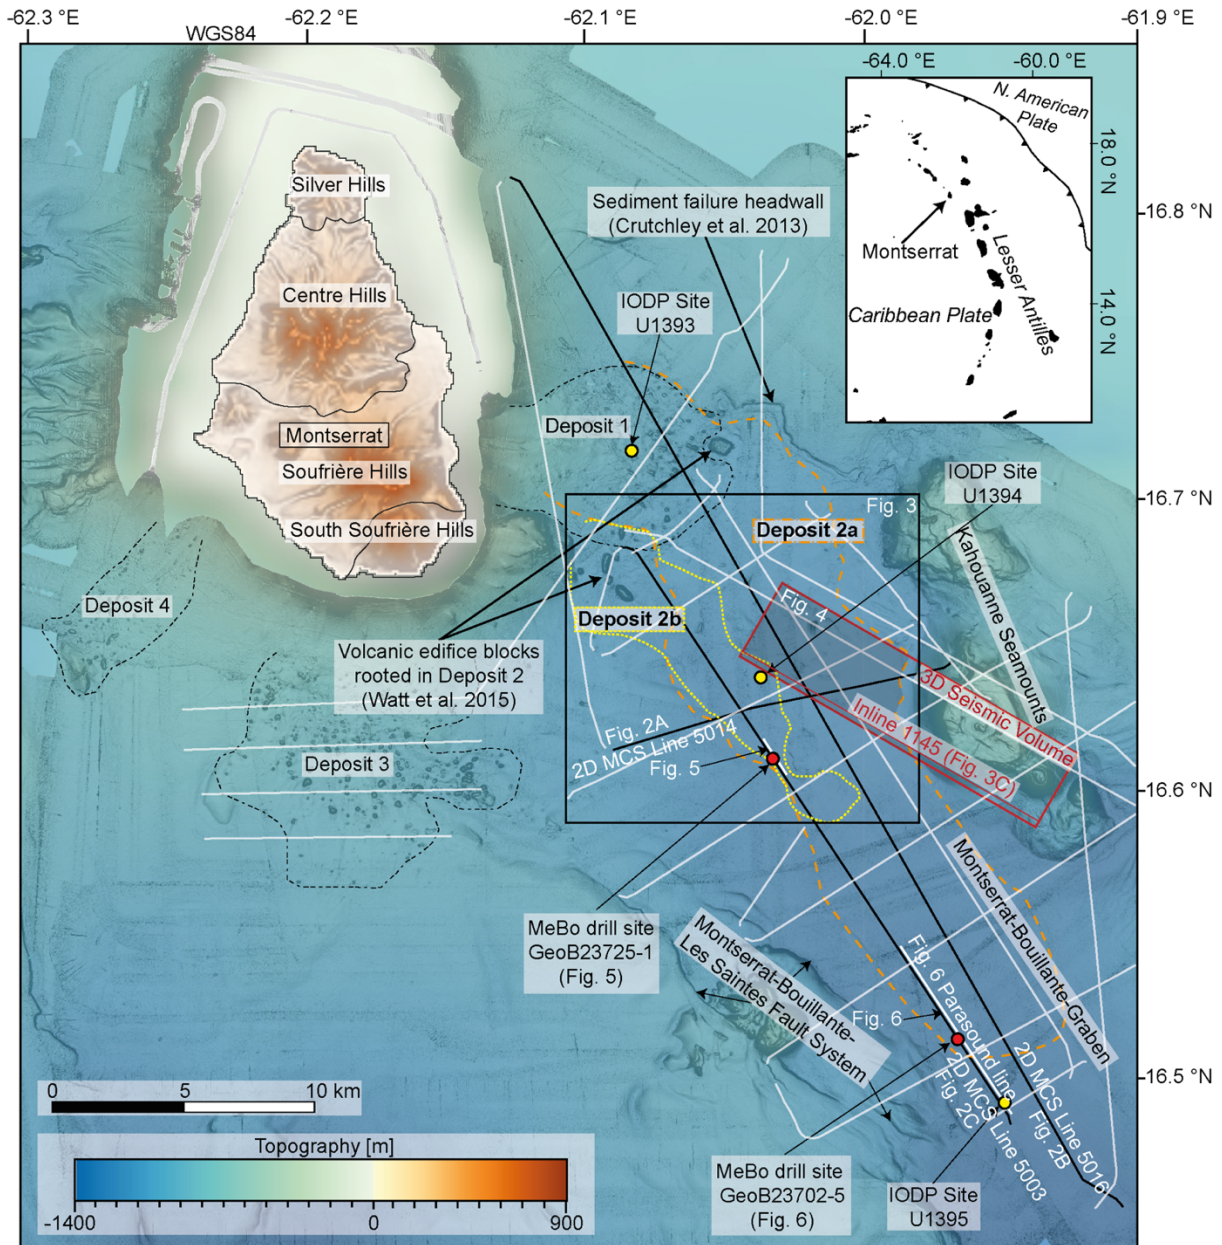 -62.3 °E
-62.2 °E
-62.1 °E
-62.0 °E
-61.9 °E
WGS84
-64.0 °E
-60.0 °E
N. American
Plate
18.0 °N
14.0 °N
Montserrat
Lesser Antilles
Caribbean Plate
16.8 °N
16.7 °N
16.6 °N
16.5 °N
Silver Hills
Centre Hills
Montserrat
Soufrière Hills
South Soufrière Hills
Sediment failure headwall
(Crutchley et al. 2013)
IODP Site
U1393
Deposit 1
IODP Site
U1394
Fig. 3
Deposit 2a
Kahouanne Seamounts
Deposit 4
Deposit 2b
Fig. 4
Volcanic edifice blocks
rooted in Deposit 2
(Watt et al. 2015)
3D Seismic Volume
Inline 1145 (Fig. 3C)
Fig. 2A
2D MCS Line 5014
Fig. 5
Deposit 3
Montserrat-Bouillante-Graben
MeBo drill site
GeoB23725-1
(Fig. 5)
Montserrat-Bouillante-
Les Saintes Fault System
Fig. 6 Parasound line
Fig. 6
2D MCS Line 5003
Fig. 2C
2D MCS Line 5016
Fig. 2B
0
5
10 km
Topography [m]
-1400
0
900
MeBo drill site
GeoB23702-5
(Fig. 6)
IODP Site
U1395